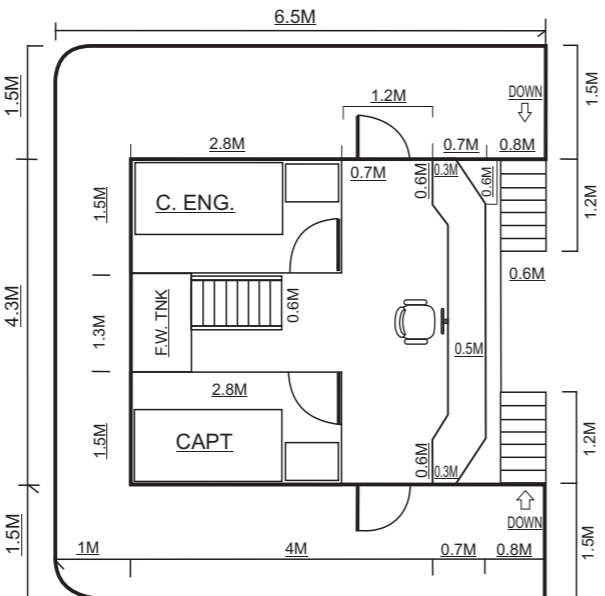 6.5M
1.5M
1.5M
1.2M
DOWN
2.8M
0.7M
0.8M
0.7M
0.6M
0.3M
0.6M
1.5M
C. ENG.
1.2M
0.6M
4.3M
1.3M
F.W. TNK
0.6M
0.5M
2.8M
1.5M
CAPT
0.6M
0.3M
1.2M
DOWN
1.5M
1M
4M
0.7M
0.8M
1.5M